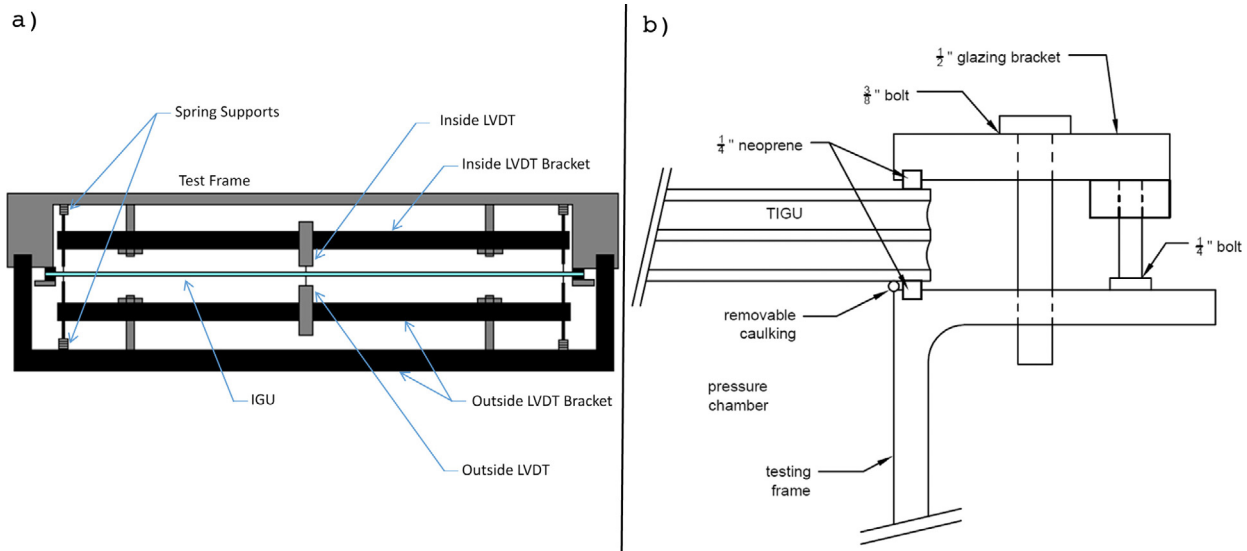 a)
Spring Supports
Inside LVDT
Inside LVDT Bracket
Test Frame
IGU
Outside LVDT Bracket
Outside LVDT
b)
1/2" glazing bracket
3/8" bolt
1/4" neoprene
TIGU
1/4" bolt
removable
caulking
pressure
chamber
testing
frame